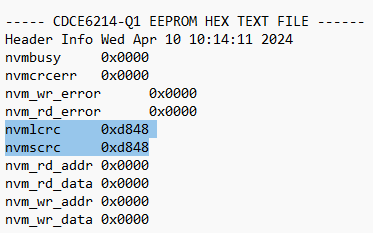 ----- CDCE6214-Q1 EEPROM HEX TEXT FILE ------
Header Info Wed Apr 10 10:14:11 2024
nvmbusy 0x0000
nvmcrcerr 0x0000
nvm_wr_error 0x0000
nvm_rd_error 0x0000
nvmlcrc 0xd848
nvmscrc 0xd848
nvm_rd_addr 0x0000
nvm_rd_data 0x0000
nvm_wr_addr 0x0000
nvm_wr_data 0x0000